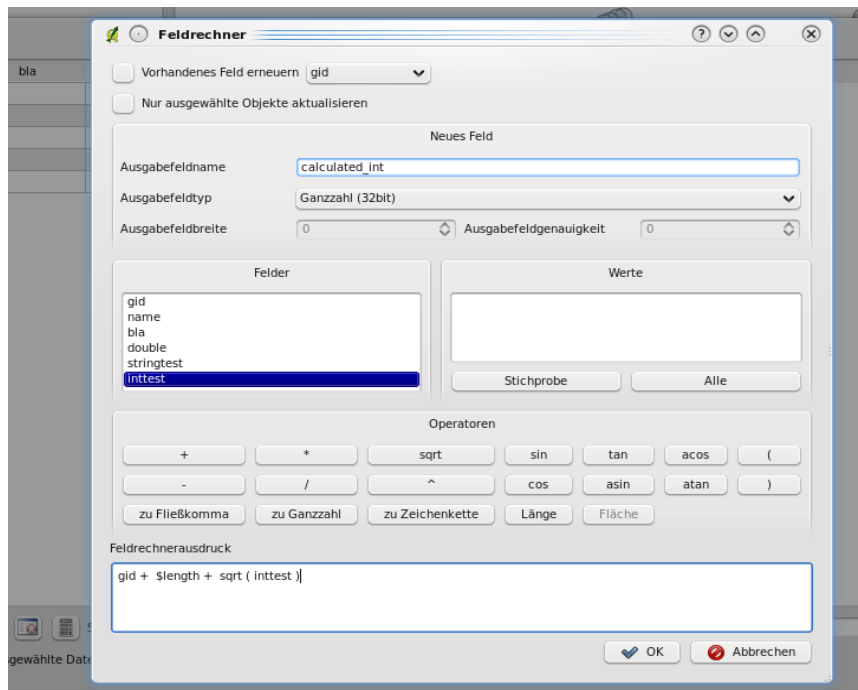 Feldrechner
bla
Vorhandenes Feld erneuern gid
Nur ausgewählte Objekte aktualisieren
Neues Feld
Ausgabefeldname calculated_int
Ausgabefeldtyp Ganzzahl (32bit)
Ausgabefeldbreite 0 Ausgabefeldgenauigkeit 0
Felder Werte
gid
name
bla
double
stringtest
inttest
Stichprobe Alle
Operatoren
+ * sqrt sin tan acos (
- / ^ cos asin atan )
zu Fließkomma zu Ganzzahl zu Zeichenkette Länge Fläche
Feldrechnerausdruck
gid + $length + sqrt ( inttest )
OK Abbrechen